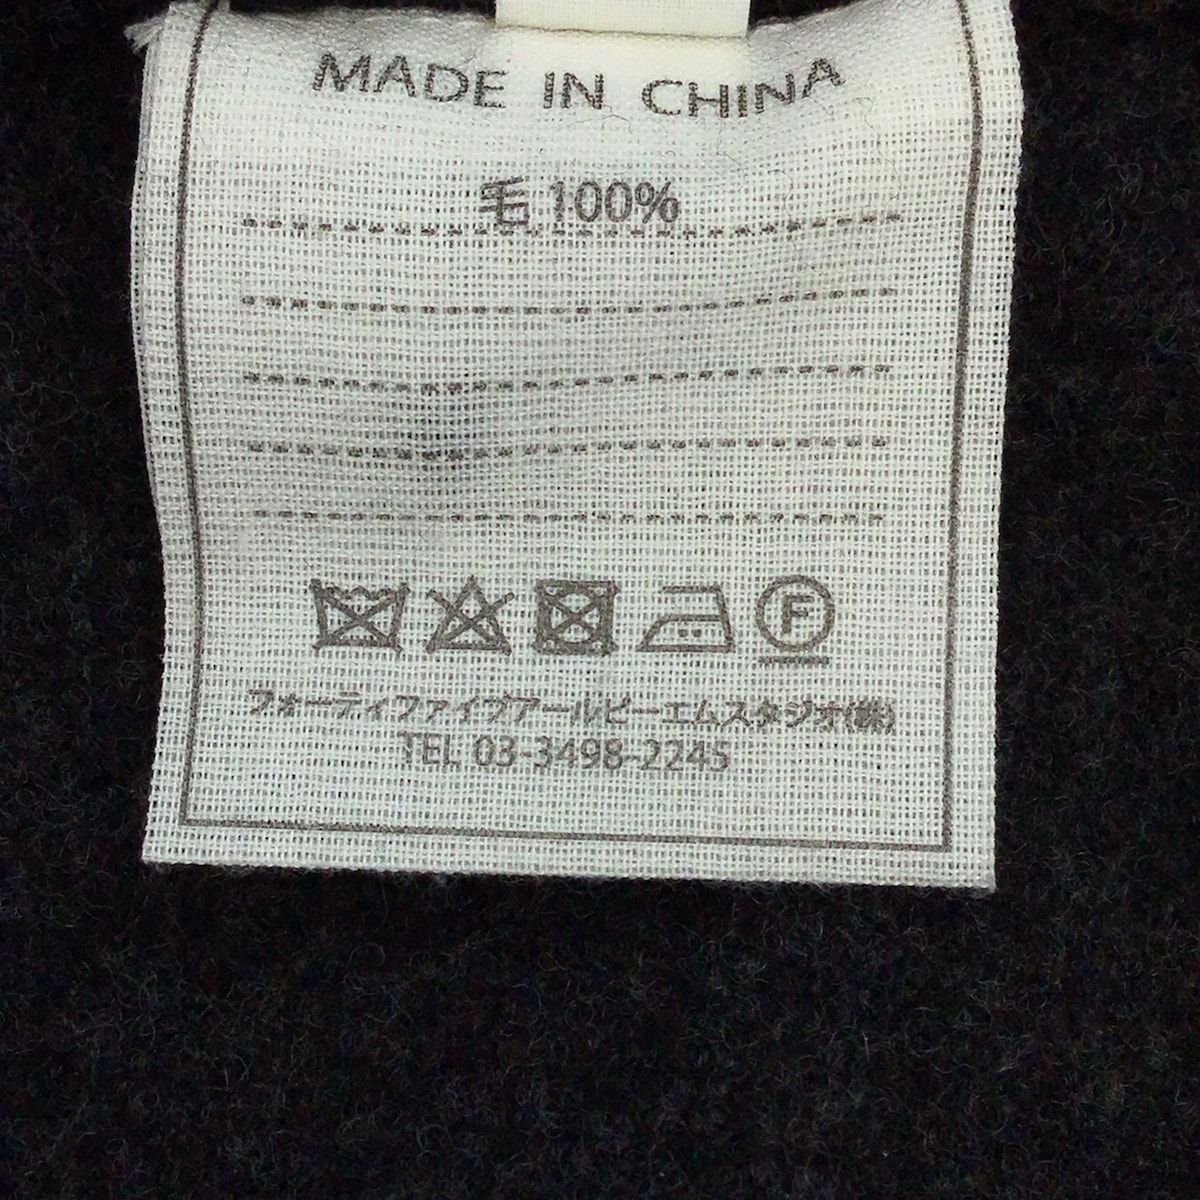 MADE IN CHINA
毛 100%
F
フォーティファイブアールピーエムスタジオ(株)
TEL 03-3498-2245